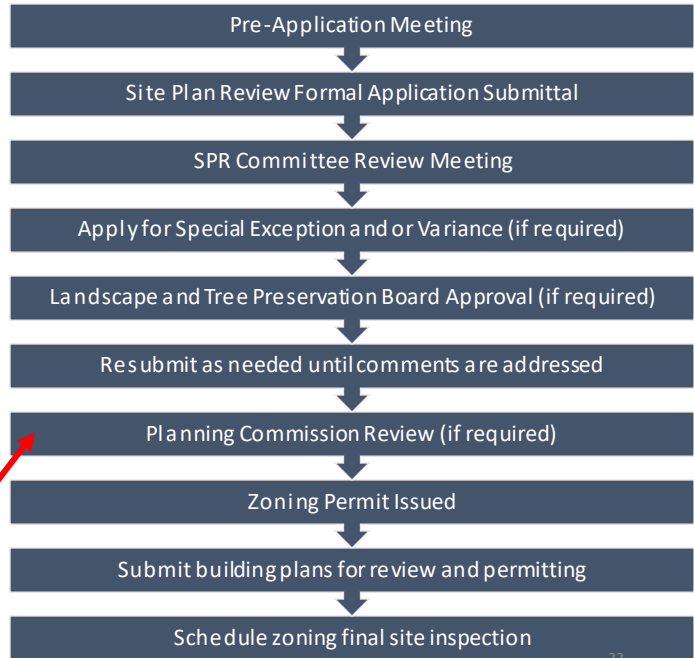 Pre-Application Meeting
Site Plan Review Formal Application Submittal
SPR Committee Review Meeting
Apply for Special Exception and or Variance (if required)
Landscape and Tree Preservation Board Approval (if required)
Resubmit as needed until comments are addressed
Planning Commission Review (if required)
Zoning Permit Issued
Submit building plans for review and permitting
Schedule zoning final site inspection
22